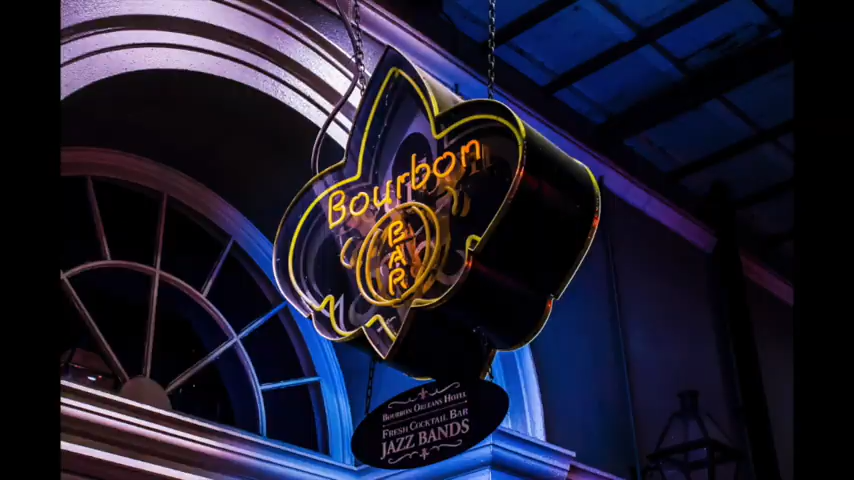 Bourbon
BAR
BOURBON ORLEANS HOTEL
FRESH COCKTAIL BAR
JAZZ BANDS